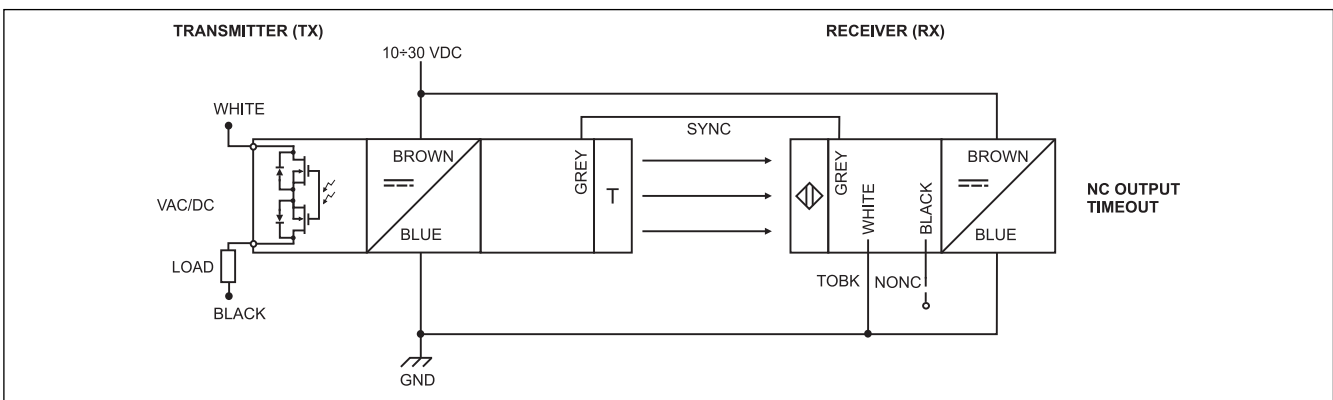 TRANSMITTER (TX)
RECEIVER (RX)
10÷30 VDC
WHITE
SYNC
BROWN
GREY
T
GREY
WHITE
BLACK
BROWN
VAC/DC
BLUE
BLUE
NC OUTPUT
TIMEOUT
LOAD
TOBK
NONC
BLACK
GND